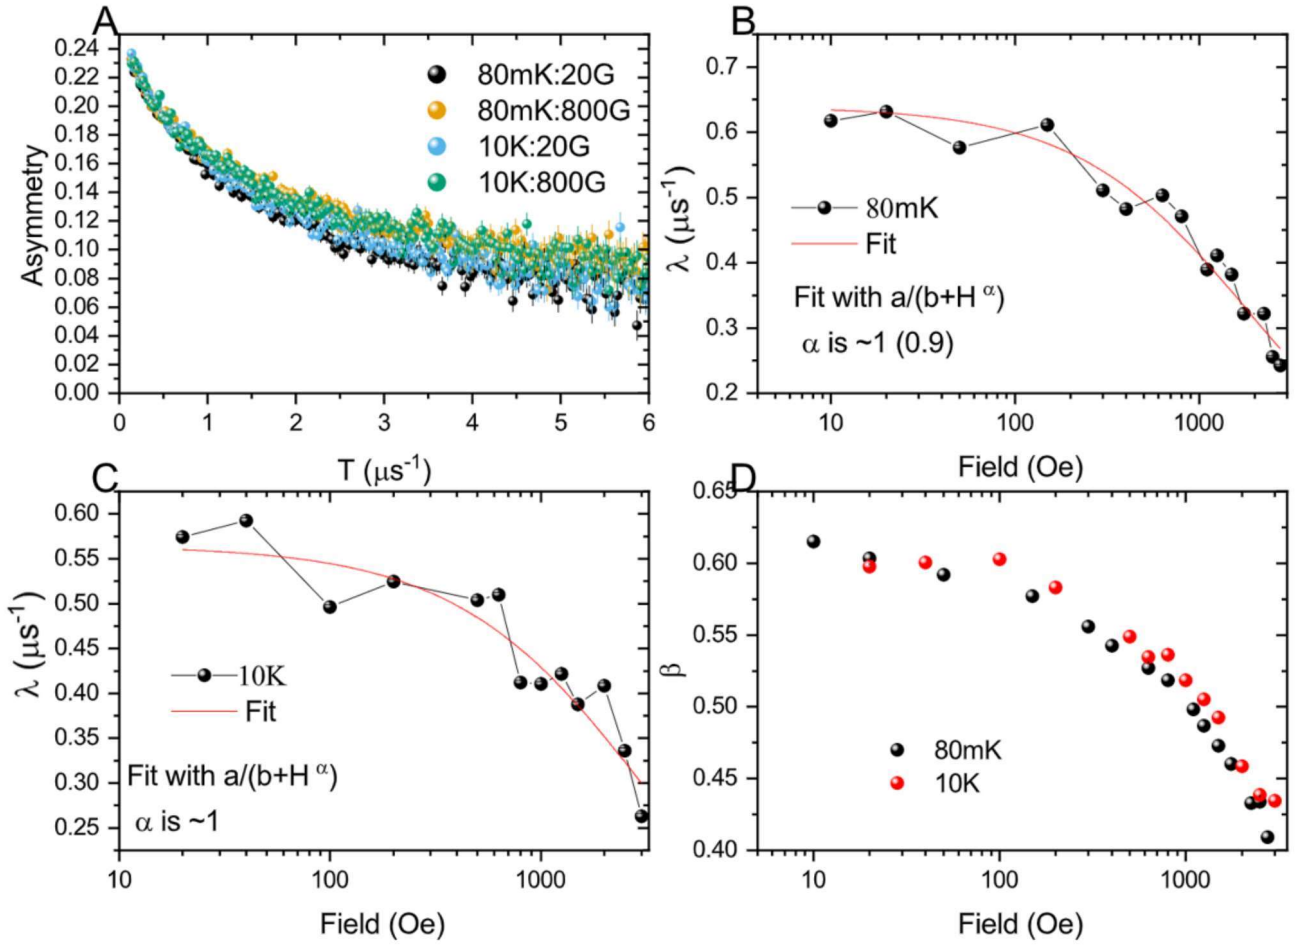 A
0.24
0.22
0.20
0.18
0.16
0.14
0.12
0.10
0.08
0.06
0.04
0.02
0.00
Asymmetry
80mK:20G
80mK:800G
10K:20G
10K:800G
0 1 2 3 4 5 6
T (μs⁻¹)
B
0.7
0.6
0.5
0.4
0.3
0.2
λ (μs⁻¹)
80mK
Fit
Fit with a/(b+H α)
α is ~1 (0.9)
10 100 1000
Field (Oe)
C
0.60
0.55
0.50
0.45
0.40
0.35
0.30
0.25
λ (μs⁻¹)
10K
Fit
Fit with a/(b+H α)
α is ~1
10 100 1000
Field (Oe)
D
0.65
0.60
0.55
0.50
0.45
0.40
β
80mK
10K
10 100 1000
Field (Oe)